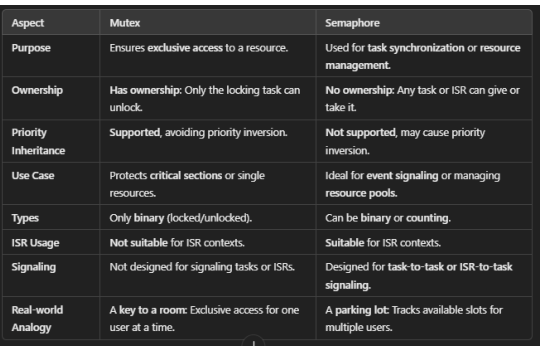 Aspect Mutex Semaphore
Purpose Ensures exclusive access to a resource. Used for task synchronization or resource
management.
Ownership Has ownership: Only the locking task can No ownership: Any task or ISR can give or
unlock. take it.
Priority Supported, avoiding priority inversion. Not supported, may cause priority
Inheritance inversion.
Use Case Protects critical sections or single Ideal for event signaling or managing
resources. resource pools.
Types Only binary (locked/unlocked). Can be binary or counting.
ISR Usage Not suitable for ISR contexts. Suitable for ISR contexts.
Signaling Not designed for signaling tasks or ISRs. Designed for task-to-task or ISR-to-task
signaling.
Real-world A key to a room: Exclusive access for one A parking lot: Tracks available slots for
Analogy user at a time. multiple users.